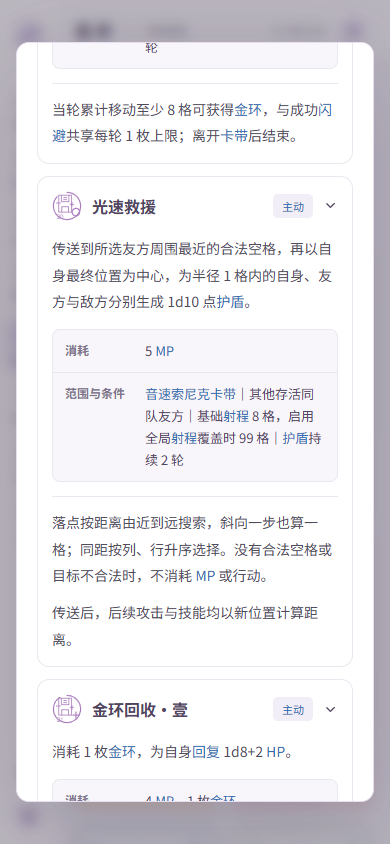 轮
当轮累计移动至少 8 格可获得金环，与成功闪
避共享每轮 1 枚上限；离开卡带后结束。
光速救援
主动
传送到所选友方周围最近的合法空格，再以自
身最终位置为中心，为半径 1 格内的自身、友
方与敌方分别生成 1d10 点护盾。
消耗
5 MP
范围与条件
音速索尼克卡带｜其他存活同
队友方｜基础射程 8 格，启用
全局射程覆盖时 99 格｜护盾持
续 2 轮
落点按距离由近到远搜索，斜向一步也算一
格；同距按列、行升序选择。没有合法空格或
目标不合法时，不消耗 MP 或行动。
传送后，后续攻击与技能均以新位置计算距
离。
金环回收·壹
主动
消耗 1 枚金环，为自身回复 1d8+2 HP。
消耗
4 MP，1 枚金环